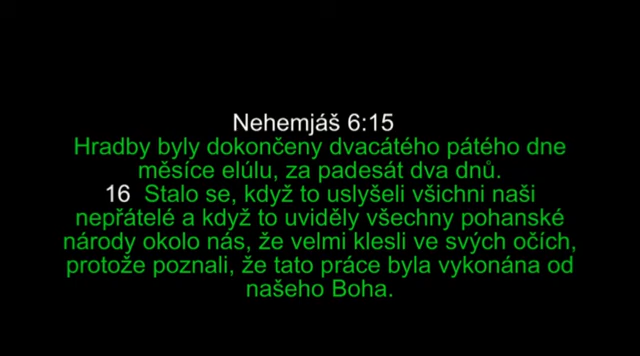 Nehemjáš 6:15
Hradby byly dokončeny dvacátého pátého dne
měsíce elúlu, za padesát dva dnů.
16 Stalo se, když to uslyšeli všichni naši
nepřátelé a když to uviděly všechny pohanské
národy okolo nás, že velmi klesli ve svých očích,
protože poznali, že tato práce byla vykonána od
našeho Boha.